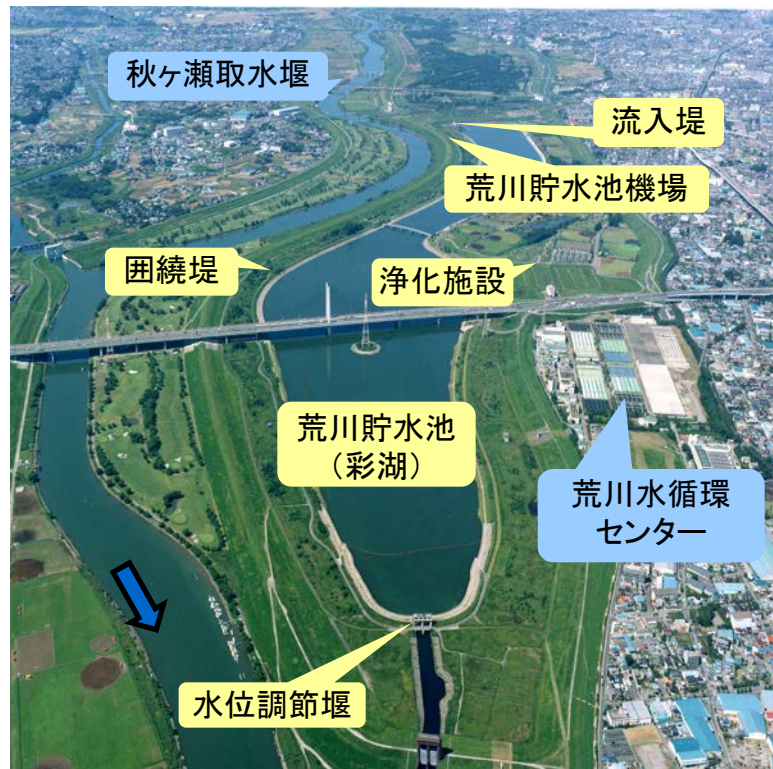 秋ヶ瀬取水堰
流入堤
荒川貯水池機場
囲繞堤
浄化施設
荒川貯水池
（彩湖）
荒川水循環
センター
水位調節堰